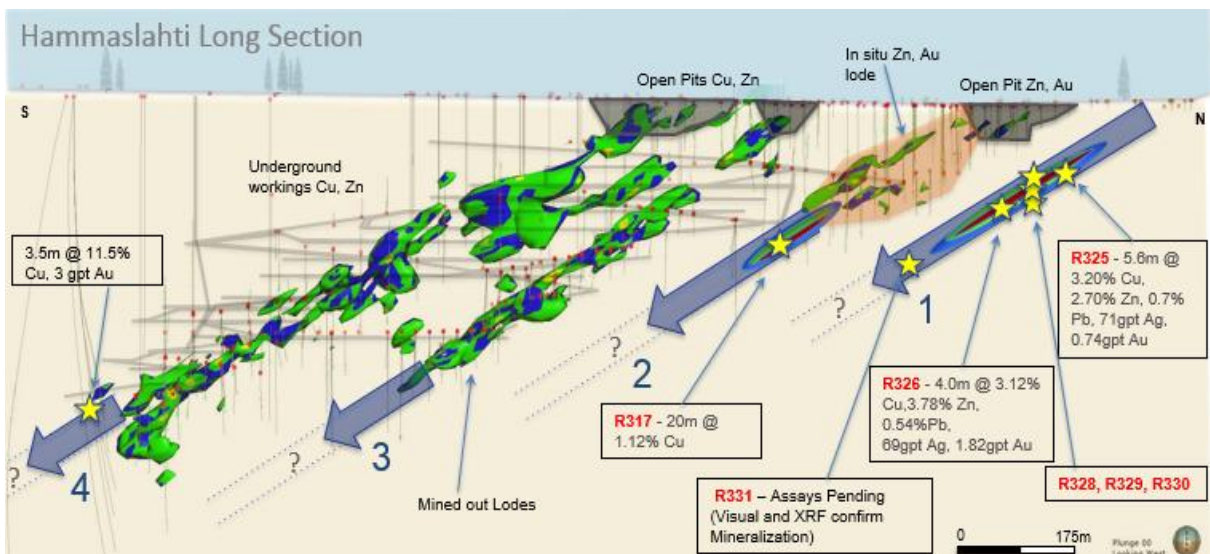 Hammaslahti Long Section
S
N
Open Pits Cu, Zn
In situ Zn, Au
lode
Open Pit Zn, Au
Underground
workings Cu, Zn
3.5m @ 11.5%
Cu, 3 gpt Au
R325 - 5.6m @
3.20% Cu,
2.70% Zn, 0.7%
Pb, 71gpt Ag,
0.74gpt Au
1
?
2
?
R326 - 4.0m @ 3.12%
Cu,3.78% Zn,
0.54%Pb,
69gpt Ag, 1.82gpt Au
R317 - 20m @
1.12% Cu
3
?
4
?
Mined out Lodes
R331 – Assays Pending
(Visual and XRF confirm
Mineralization)
R328, R329, R330
0 175m
Plunge 00
Looking West